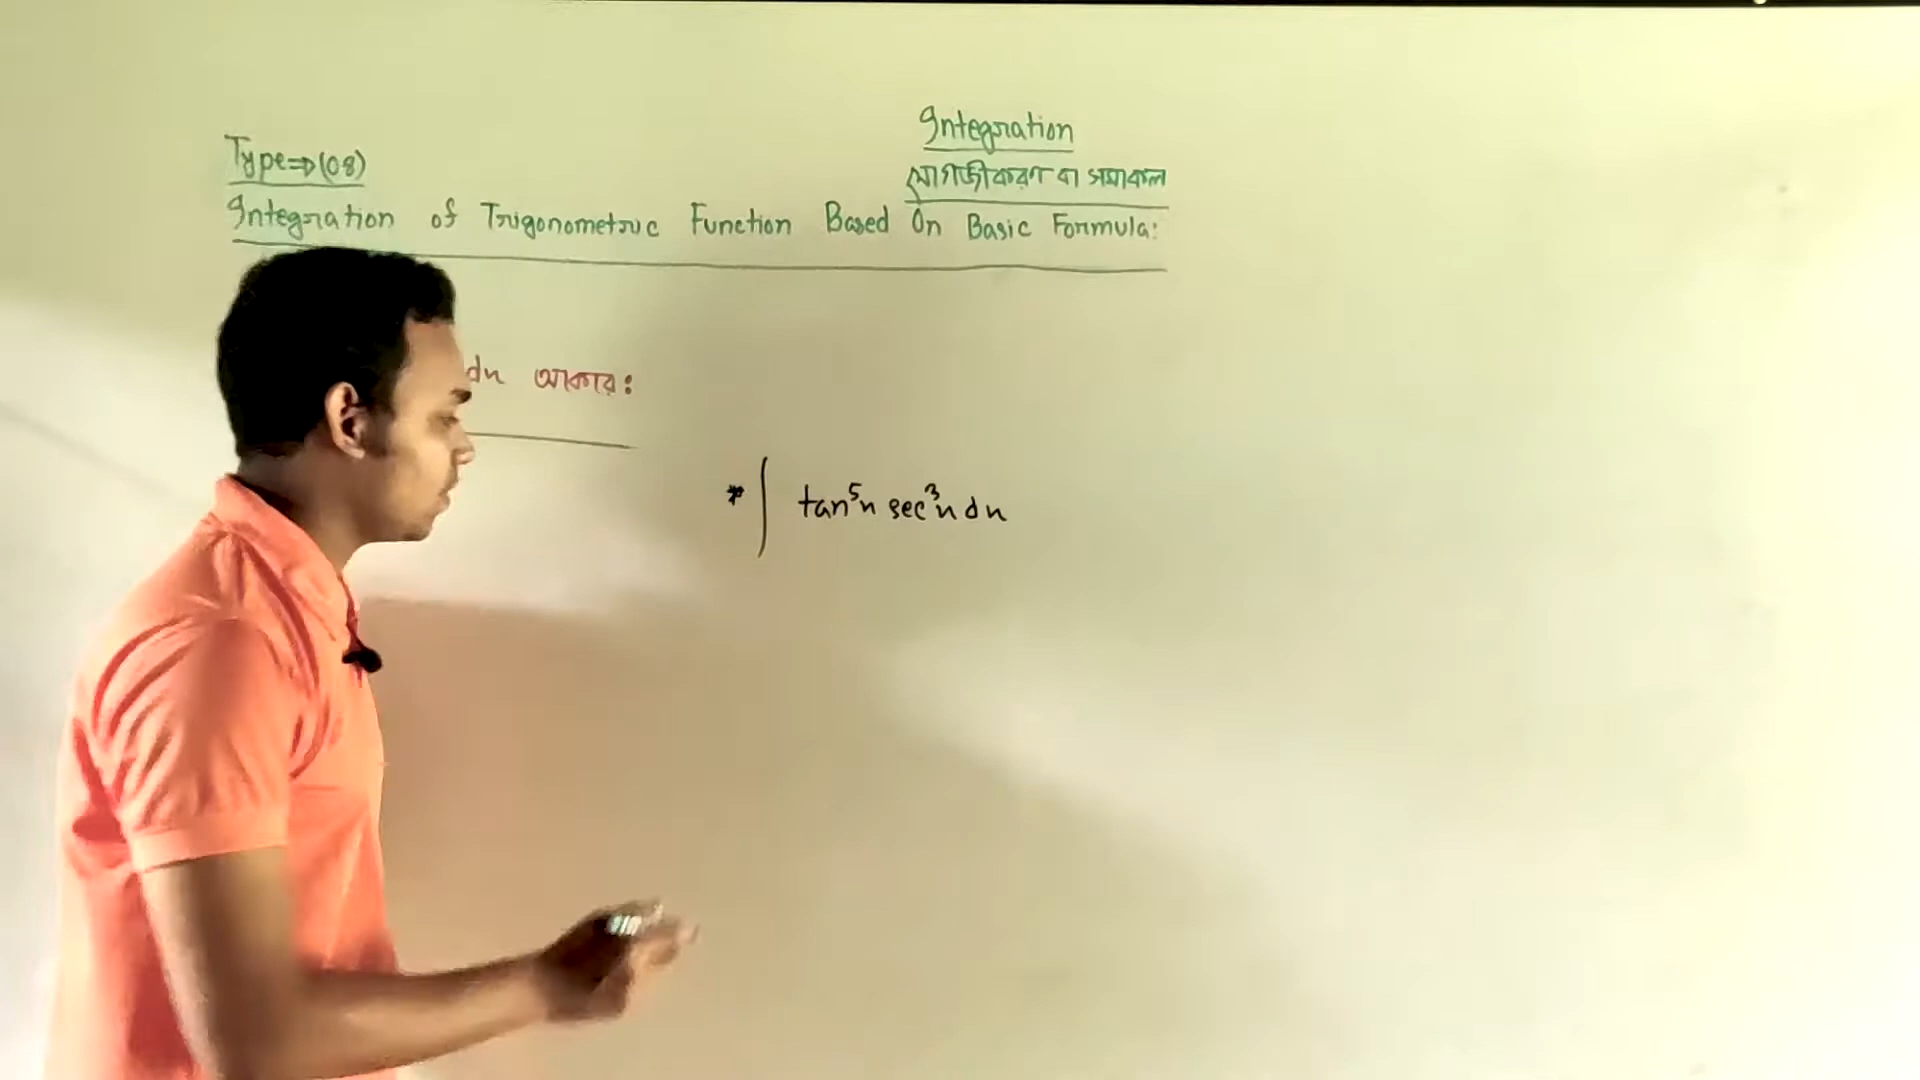 Integration
যোগজীকরণ বা সমাকলন
Type⇒(08)
Integration of Trigonometric Function Based On Basic Formula:
dx আকার:
* ∫ tan⁵x sec³x dx